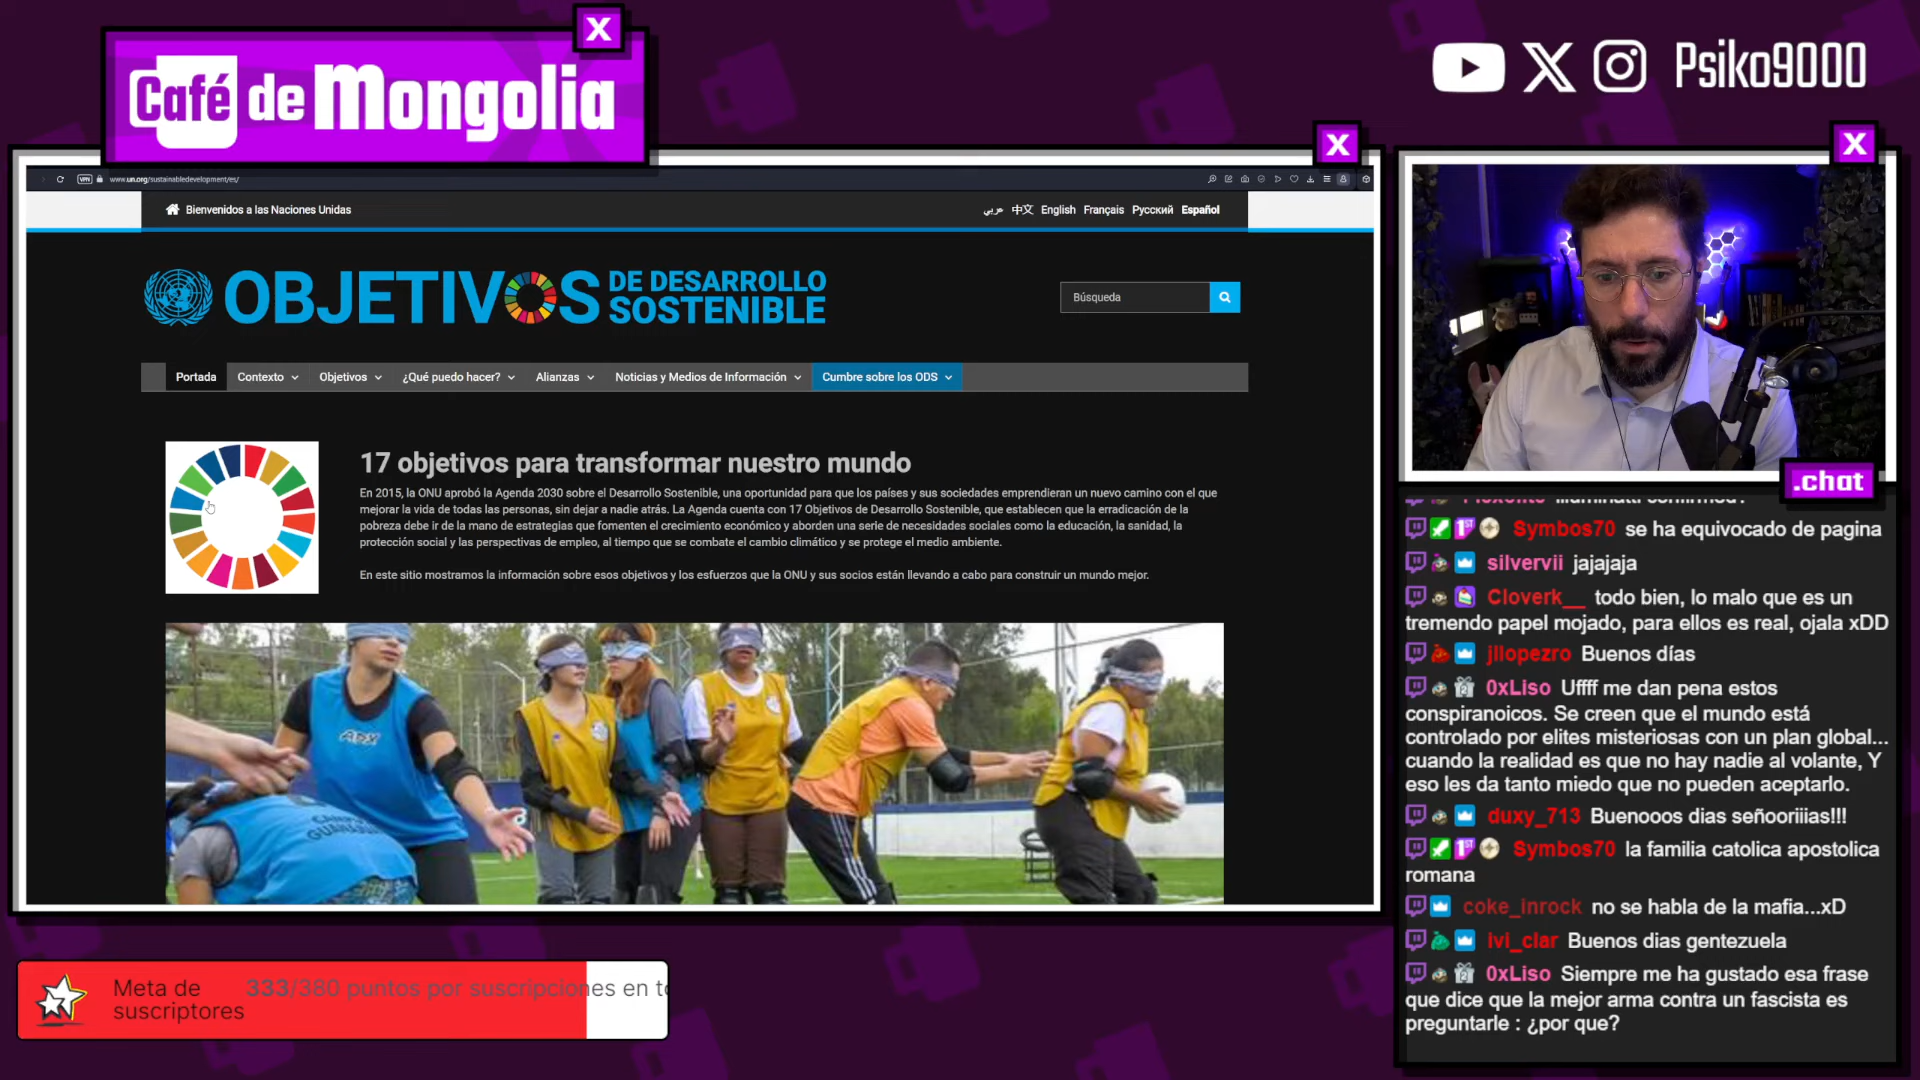 Café de Mongolia
X
Psiko9000
X
X
VPN
www.un.org/sustainabledevelopment/es/
Bienvenidos a las Naciones Unidas
عربي 中文 English Français Русский Español
OBJETIVOS DE DESARROLLO SOSTENIBLE
Búsqueda
Portada Contexto Objetivos ¿Qué puedo hacer? Alianzas Noticias y Medios de Información Cumbre sobre los ODS
17 objetivos para transformar nuestro mundo
En 2015, la ONU aprobó la Agenda 2030 sobre el Desarrollo Sostenible, una oportunidad para que los países y sus sociedades emprendieran un nuevo camino con el que
mejorar la vida de todas las personas, sin dejar a nadie atrás. La Agenda cuenta con 17 Objetivos de Desarrollo Sostenible, que establecen que la erradicación de la
pobreza debe ir de la mano de estrategias que fomenten el crecimiento económico y aborden una serie de necesidades sociales como la educación, la sanidad, la
protección social y las perspectivas de empleo, al tiempo que se combate el cambio climático y se protege el medio ambiente.
En este sitio mostramos la información sobre esos objetivos y los esfuerzos que la ONU y sus socios están llevando a cabo para construir un mundo mejor.
Meta de
suscriptores
333/380 puntos por suscripciones en to
.chat
Symbos70 se ha equivocado de pagina
silvervii jajajaja
Cloverk__ todo bien, lo malo que es un
tremendo papel mojado, para ellos es real, ojala xDD
jllopezro Buenos días
0xLiso Uffff me dan pena estos
conspiranoicos. Se creen que el mundo está
controlado por elites misteriosas con un plan global...
cuando la realidad es que no hay nadie al volante, Y
eso les da tanto miedo que no pueden aceptarlo.
duxy_713 Buenooos dias señooriiias!!!
Symbos70 la familia catolica apostolica
romana
coke_inrock no se habla de la mafia...xD
ivi_clar Buenos dias gentezuela
0xLiso Siempre me ha gustado esa frase
que dice que la mejor arma contra un fascista es
preguntarle : ¿por que?